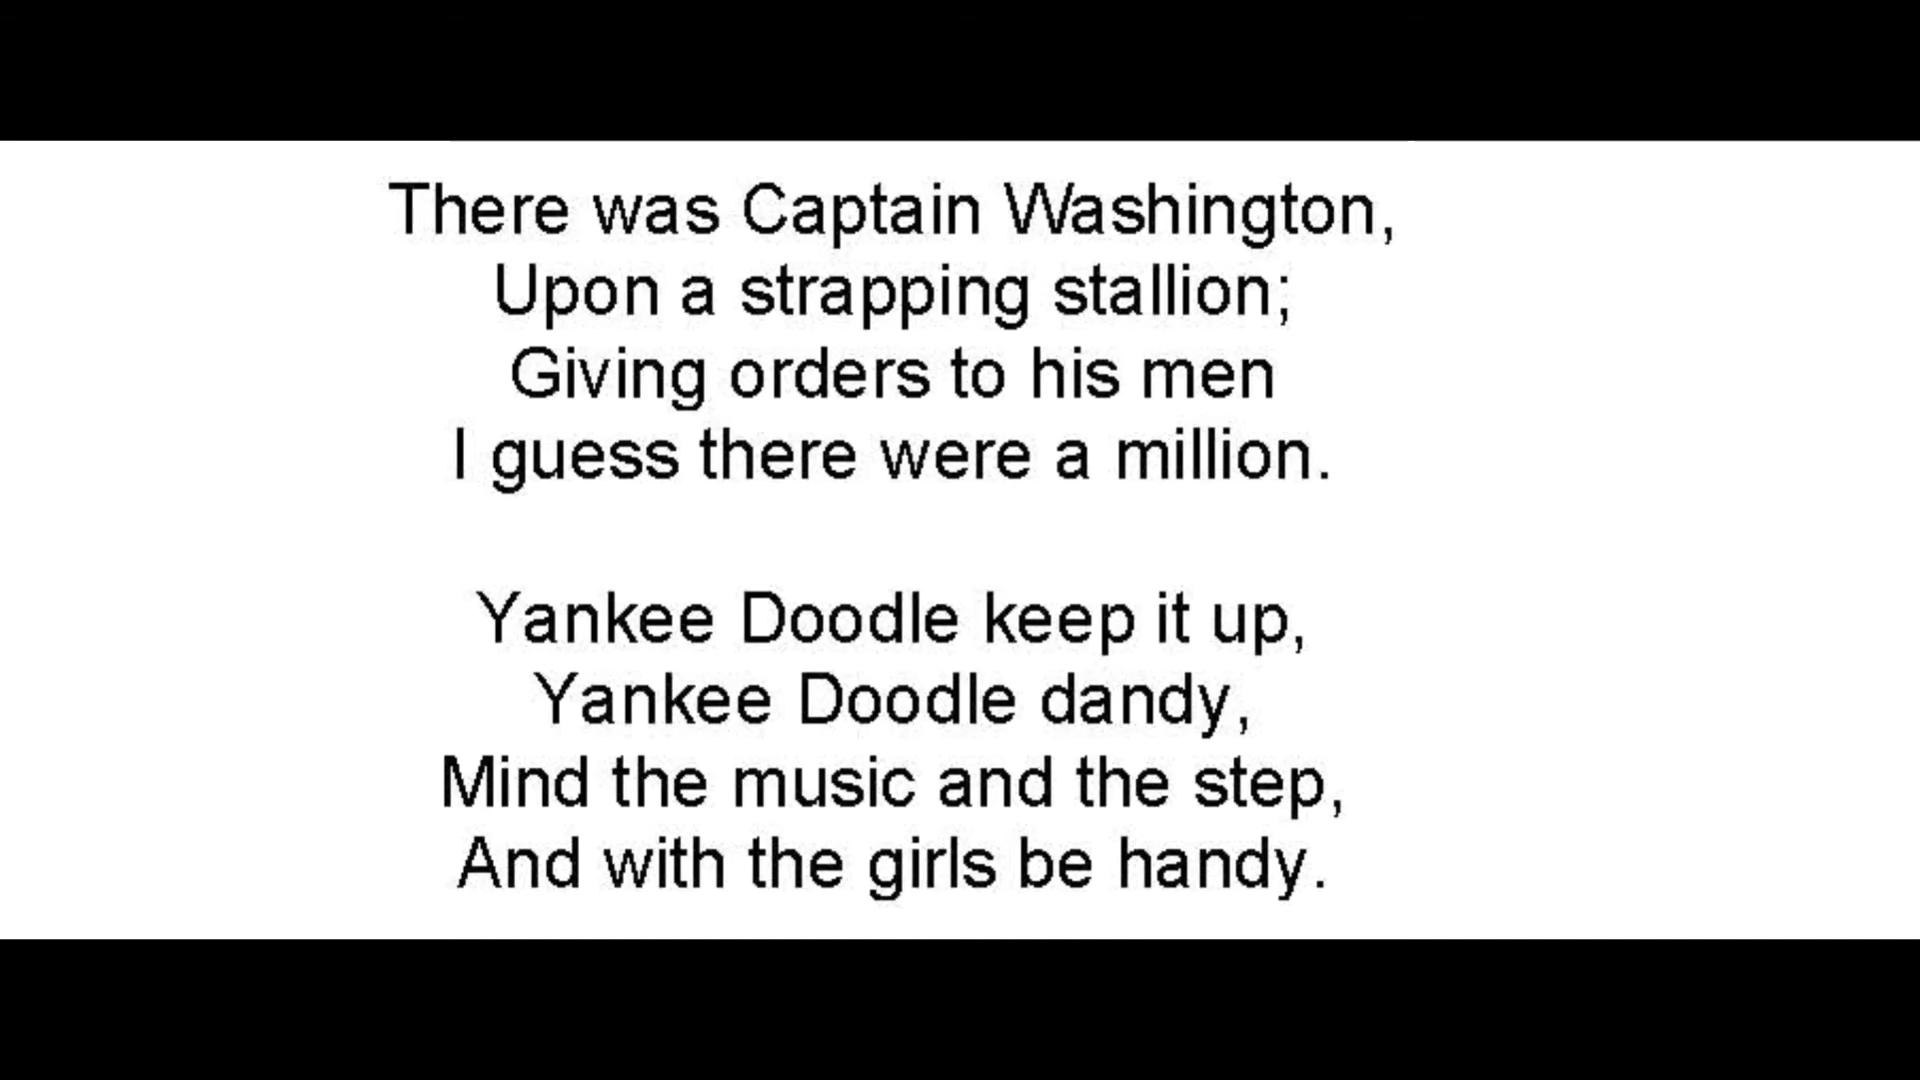 There was Captain Washington,
Upon a strapping stallion;
Giving orders to his men
I guess there were a million.
Yankee Doodle keep it up,
Yankee Doodle dandy,
Mind the music and the step,
And with the girls be handy.